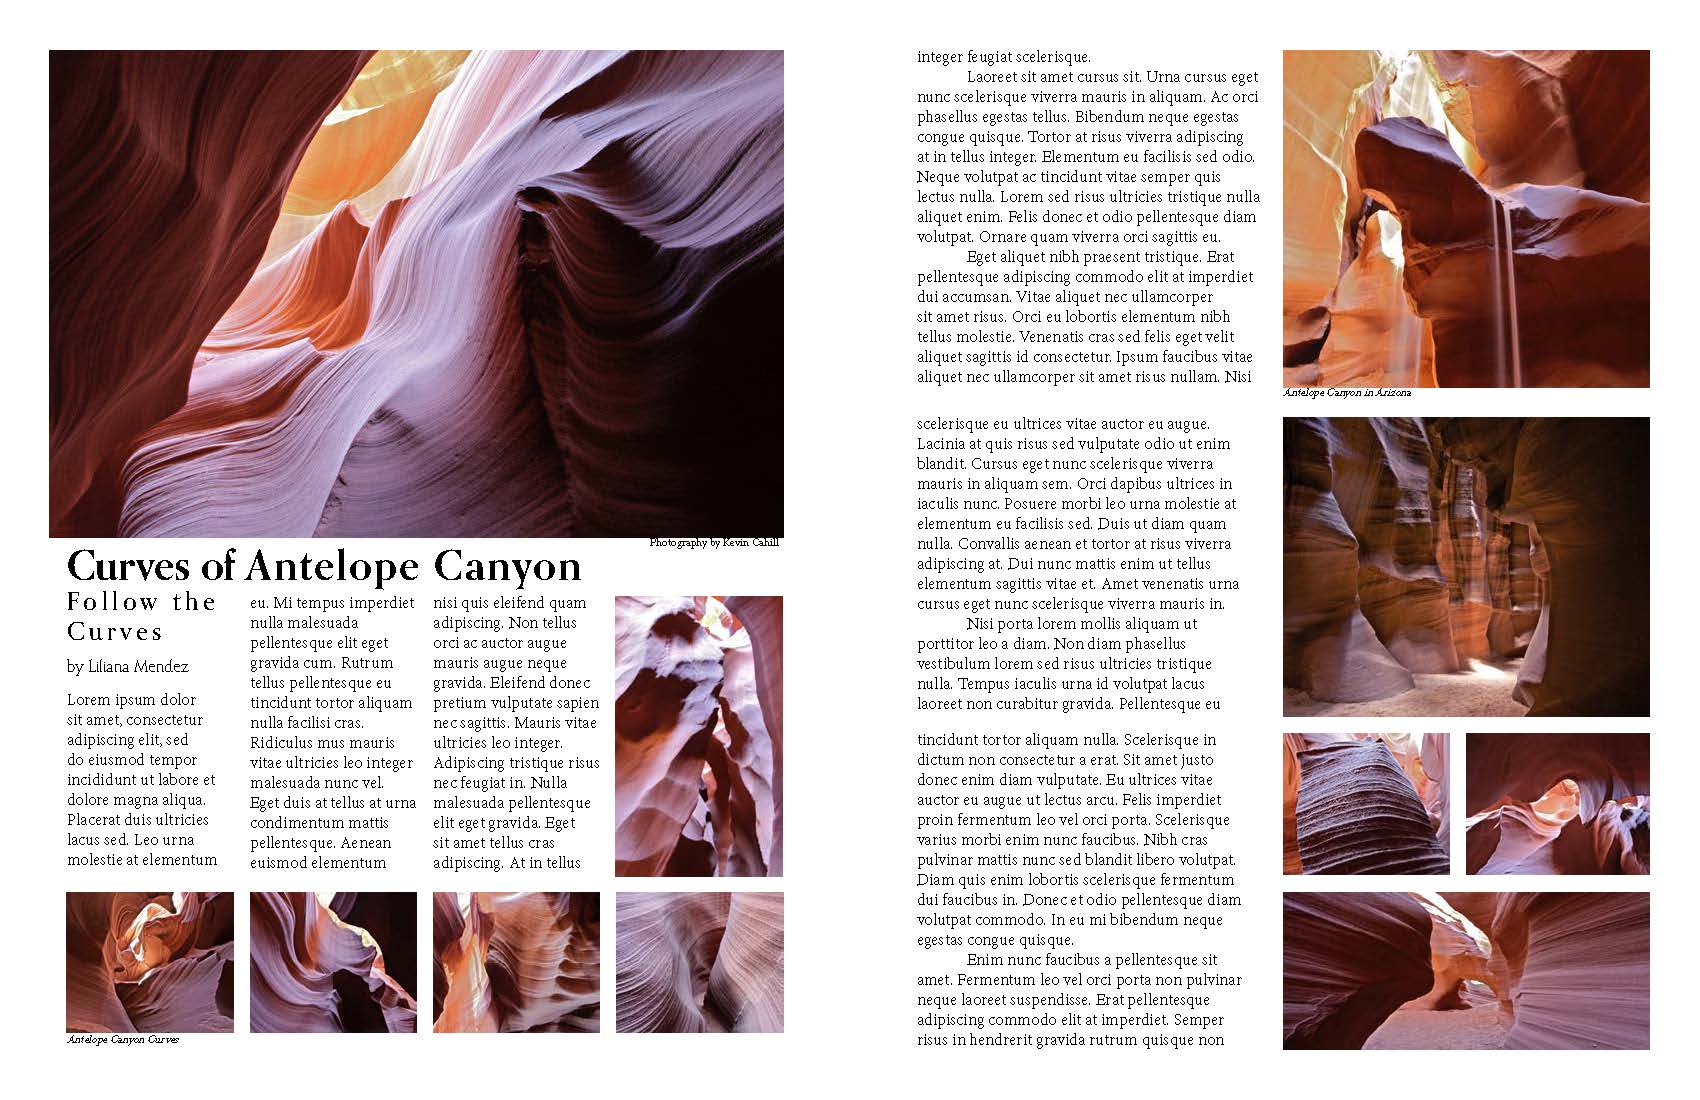 Photography by Kevin Cahill
Curves of Antelope Canyon
Follow the
Curves
by Liliana Mendez
Lorem ipsum dolor
sit amet, consectetur
adipiscing elit, sed
do eiusmod tempor
incididunt ut labore et
dolore magna aliqua.
Placerat duis ultricies
lacus sed. Leo urna
molestie at elementum
eu. Mi tempus imperdiet
nulla malesuada
pellentesque elit eget
gravida cum. Rutrum
tellus pellentesque eu
tincidunt tortor aliquam
nulla facilisi cras.
Ridiculus mus mauris
vitae ultricies leo integer
malesuada nunc vel.
Eget duis at tellus at urna
condimentum mattis
pellentesque. Aenean
euismod elementum
nisi quis eleifend quam
adipiscing. Non tellus
orci ac auctor augue
mauris augue neque
gravida. Eleifend donec
pretium vulputate sapien
nec sagittis. Mauris vitae
ultricies leo integer.
Adipiscing tristique risus
nec feugiat in. Nulla
malesuada pellentesque
elit eget gravida. Eget
sit amet tellus cras
adipiscing. At in tellus
Antelope Canyon Curves
integer feugiat scelerisque.
Laoreet sit amet cursus sit. Urna cursus eget
nunc scelerisque viverra mauris in aliquam. Ac orci
phasellus egestas tellus. Bibendum neque egestas
congue quisque. Tortor at risus viverra adipiscing
at in tellus integer. Elementum eu facilisis sed odio.
Neque volutpat ac tincidunt vitae semper quis
lectus nulla. Lorem sed risus ultricies tristique nulla
aliquet enim. Felis donec et odio pellentesque diam
volutpat. Ornare quam viverra orci sagittis eu.
Eget aliquet nibh praesent tristique. Erat
pellentesque adipiscing commodo elit at imperdiet
dui accumsan. Vitae aliquet nec ullamcorper
sit amet risus. Orci eu lobortis elementum nibh
tellus molestie. Venenatis cras sed felis eget velit
aliquet sagittis id consectetur. Ipsum faucibus vitae
aliquet nec ullamcorper sit amet risus nullam. Nisi
Antelope Canyon in Arizona
scelerisque eu ultrices vitae auctor eu augue.
Lacinia at quis risus sed vulputate odio ut enim
blandit. Cursus eget nunc scelerisque viverra
mauris in aliquam sem. Orci dapibus ultrices in
iaculis nunc. Posuere morbi leo urna molestie at
elementum eu facilisis sed. Duis ut diam quam
nulla. Convallis aenean et tortor at risus viverra
adipiscing at. Dui nunc mattis enim ut tellus
elementum sagittis vitae et. Amet venenatis urna
cursus eget nunc scelerisque viverra mauris in.
Nisi porta lorem mollis aliquam ut
porttitor leo a diam. Non diam phasellus
vestibulum lorem sed risus ultricies tristique
nulla. Tempus iaculis urna id volutpat lacus
laoreet non curabitur gravida. Pellentesque eu
tincidunt tortor aliquam nulla. Scelerisque in
dictum non consectetur a erat. Sit amet justo
donec enim diam vulputate. Eu ultrices vitae
auctor eu augue ut lectus arcu. Felis imperdiet
proin fermentum leo vel orci porta. Scelerisque
varius morbi enim nunc faucibus. Nibh cras
pulvinar mattis nunc sed blandit libero volutpat.
Diam quis enim lobortis scelerisque fermentum
dui faucibus in. Donec et odio pellentesque diam
volutpat commodo. In eu mi bibendum neque
egestas congue quisque.
Enim nunc faucibus a pellentesque sit
amet. Fermentum leo vel orci porta non pulvinar
neque laoreet suspendisse. Erat pellentesque
adipiscing commodo elit at imperdiet. Semper
risus in hendrerit gravida rutrum quisque non